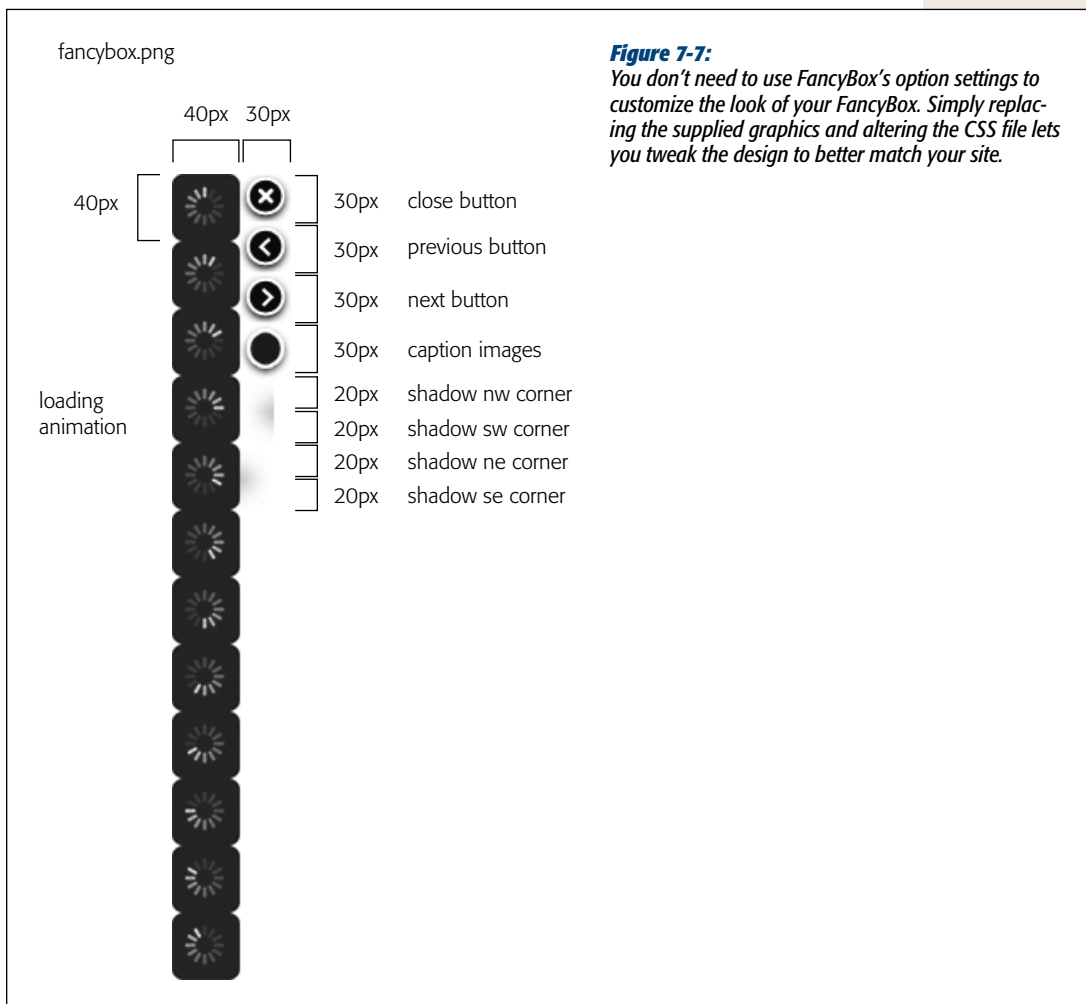 fancybox.png
Figure 7-7:
You don't need to use FancyBox's option settings to
customize the look of your FancyBox. Simply replac-
ing the supplied graphics and altering the CSS file lets
you tweak the design to better match your site.
40px 30px
40px
30px close button
30px previous button
30px next button
30px caption images
20px shadow nw corner
20px shadow sw corner
20px shadow ne corner
20px shadow se corner
loading
animation